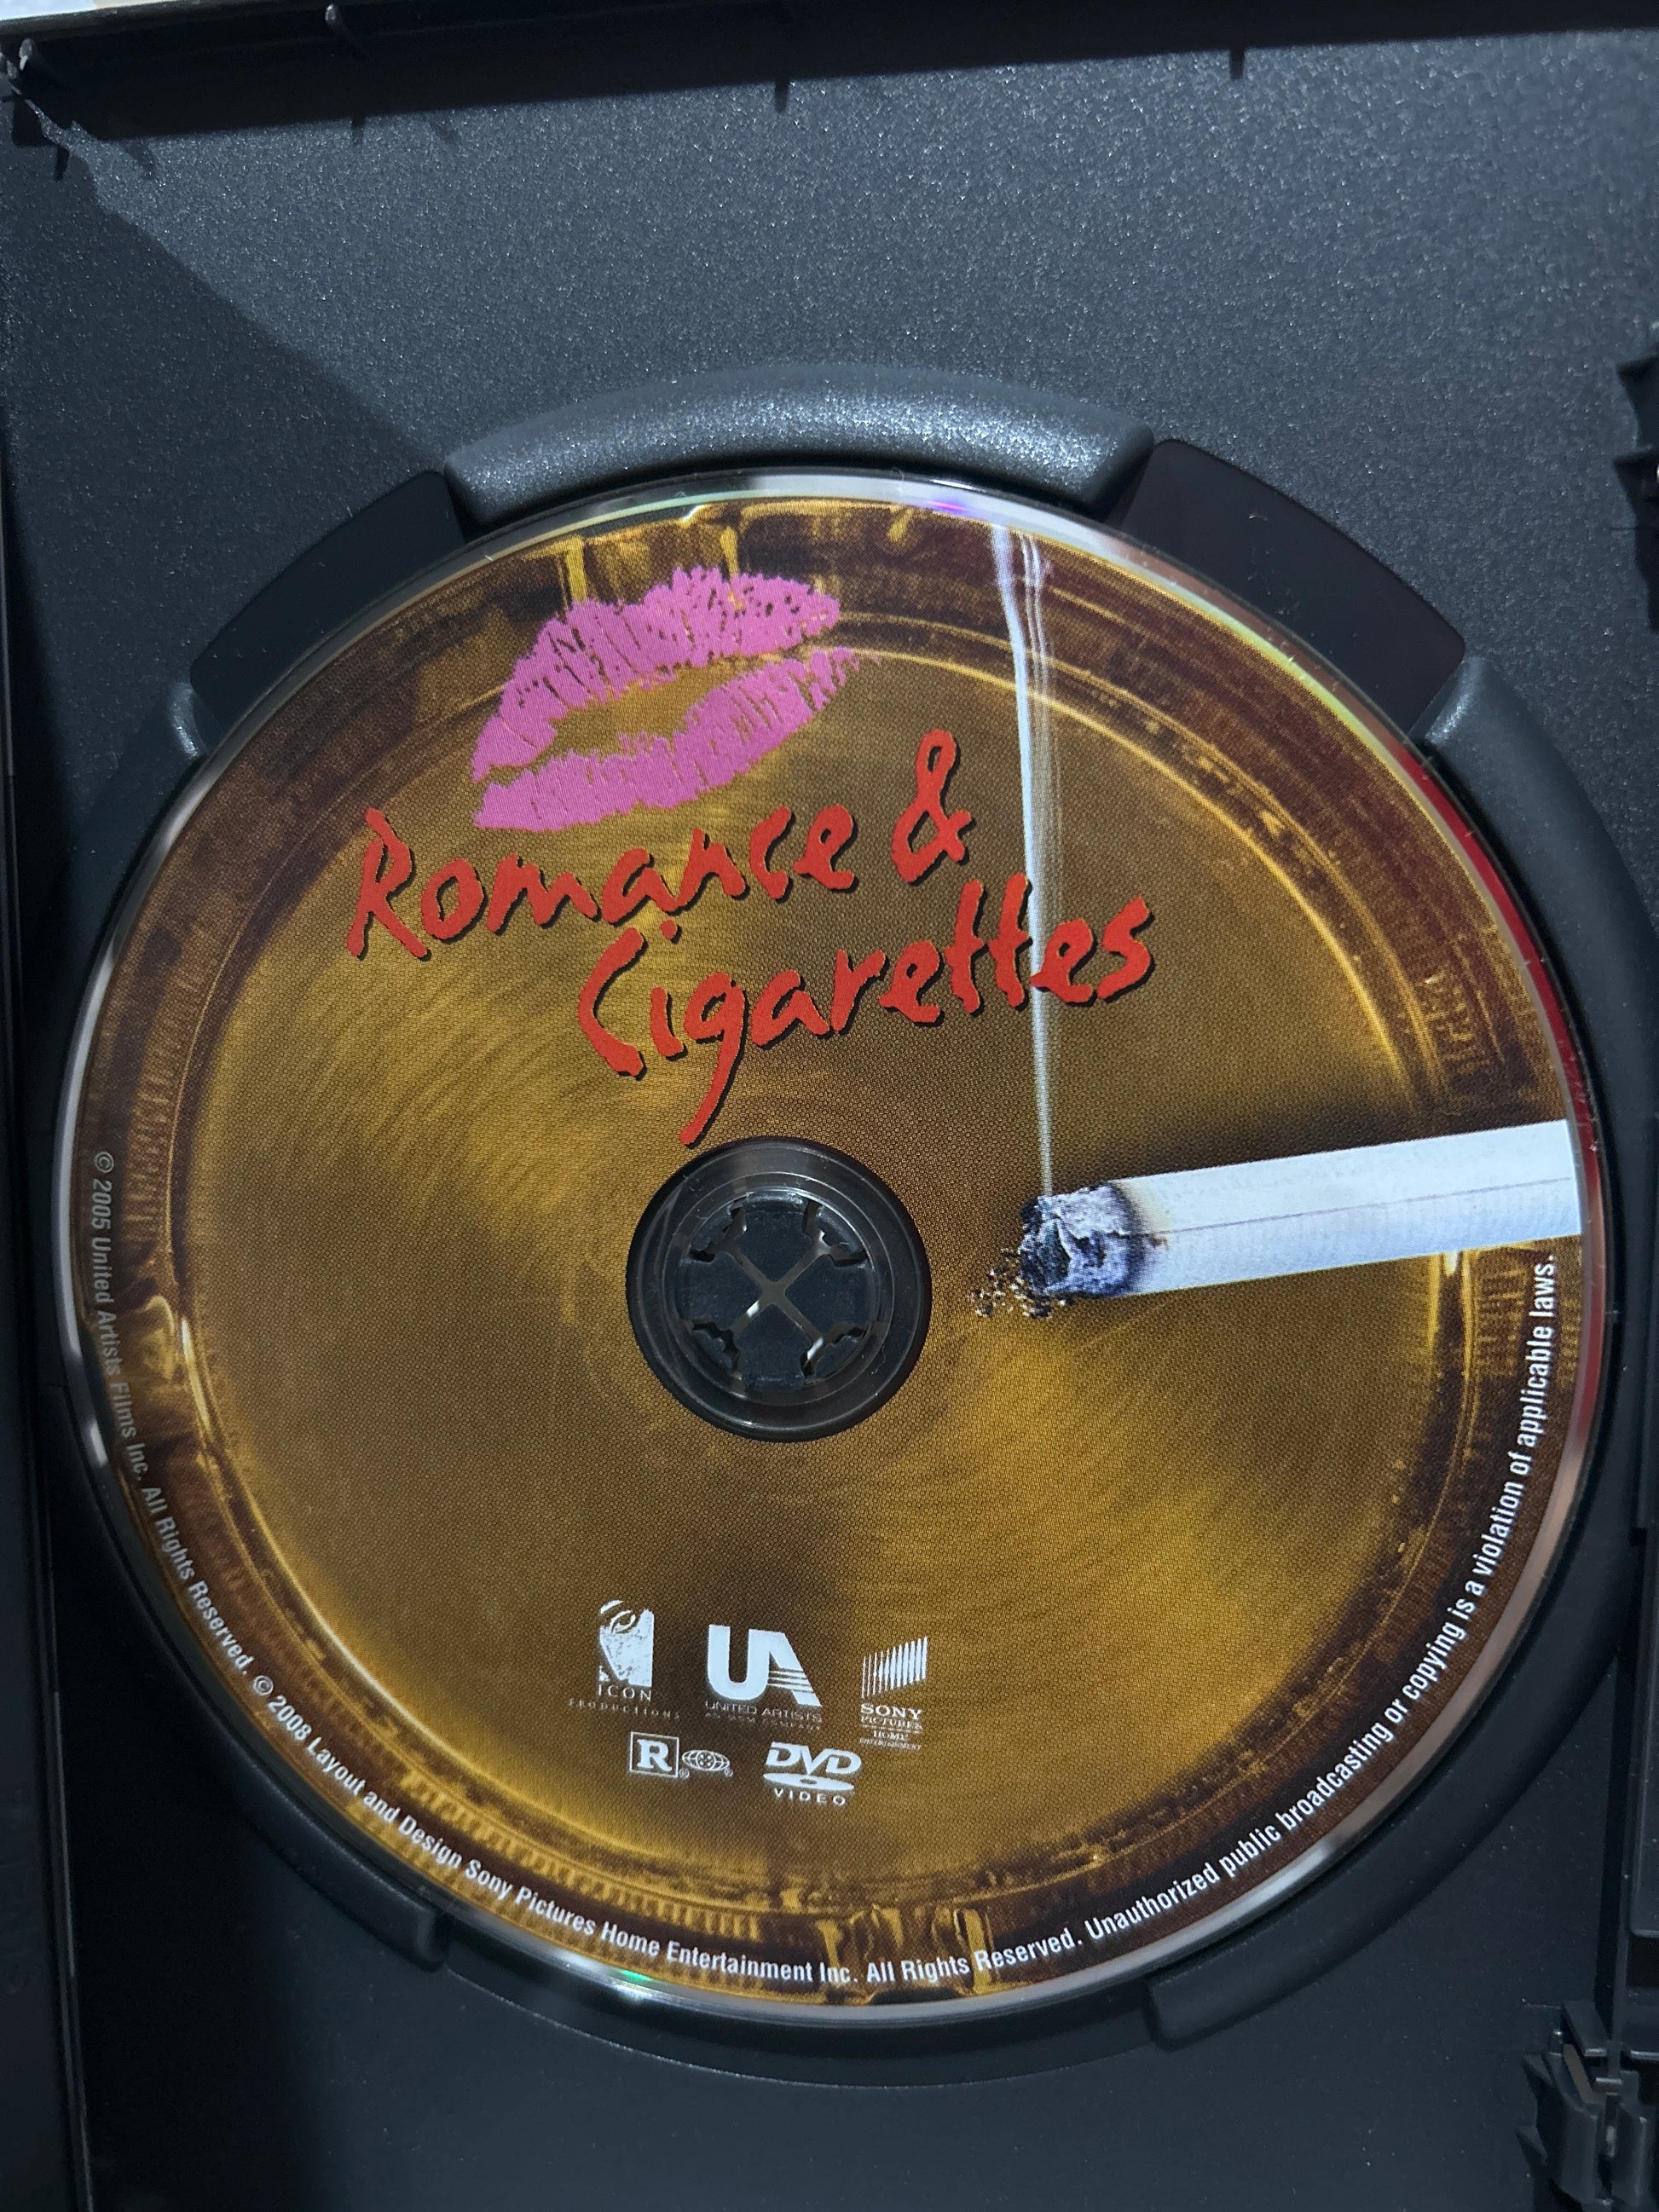 Romance &
Cigarettes
ICON
PRODUCTIONS
UA
UNITED ARTISTS
SONY
PICTURES
HOME
ENTERTAINMENT
R
DVD
VIDEO
© 2005 United Artists Films Inc. All Rights Reserved. © 2008 Layout and Design Sony Pictures Home Entertainment Inc. All Rights Reserved. Unauthorized public broadcasting or copying is a violation of applicable laws.